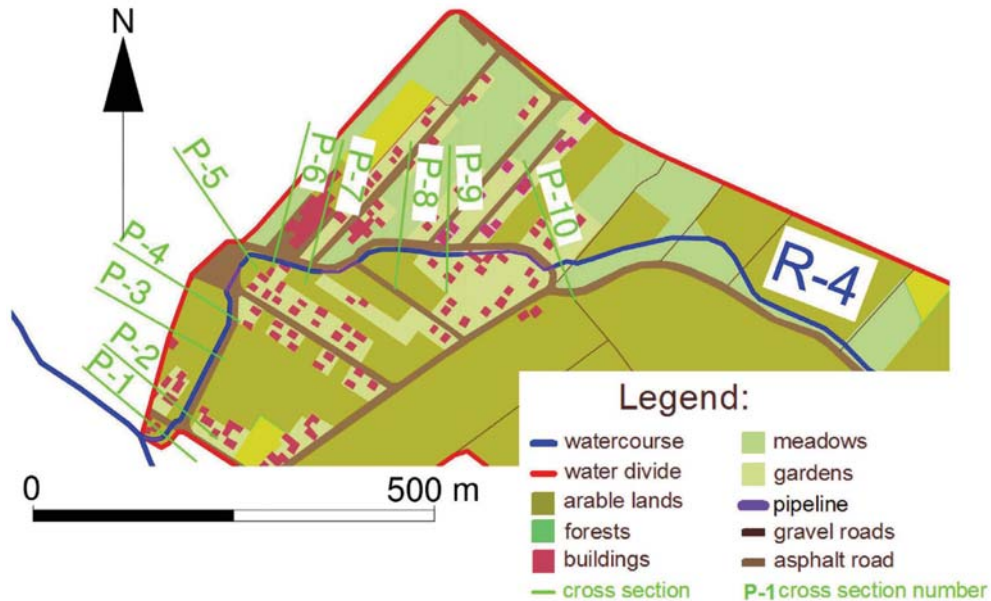 N
P-5
P-6
P-7
P-8
P-9
P-10
P-4
P-3
P-2
P-1
R-4
0 500 m
Legend:
watercourse
water divide
arable lands
forests
buildings
cross section
meadows
gardens
pipeline
gravel roads
asphalt road
P-1 cross section number